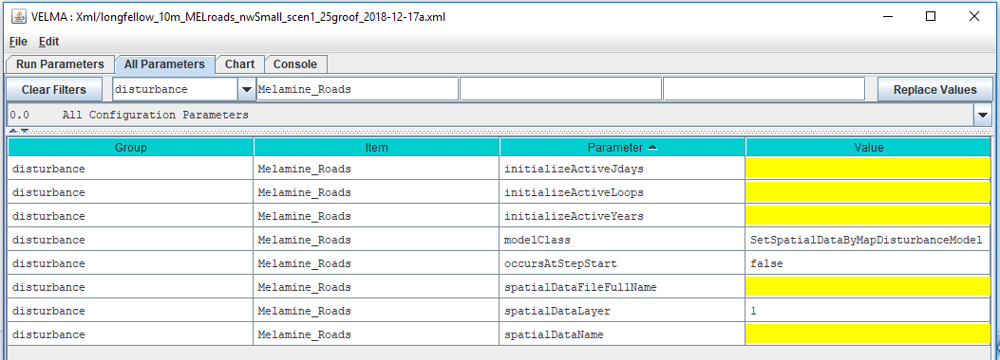 VELMA : Xml/longfellow_10m_MELroads_nwSmall_scen1_25groof_2018-12-17a.xml
File Edit
Run Parameters All Parameters Chart Console
Clear Filters disturbance Melamine_Roads Replace Values
0.0 All Configuration Parameters
Group Item Parameter Value
disturbance Melamine_Roads initializeActiveJdays
disturbance Melamine_Roads initializeActiveLoops
disturbance Melamine_Roads initializeActiveYears
disturbance Melamine_Roads modelClass SetSpatialDataByMapDisturbanceModel
disturbance Melamine_Roads occursAtStepStart false
disturbance Melamine_Roads spatialDataFileFullName
disturbance Melamine_Roads spatialDataLayer 1
disturbance Melamine_Roads spatialDataName